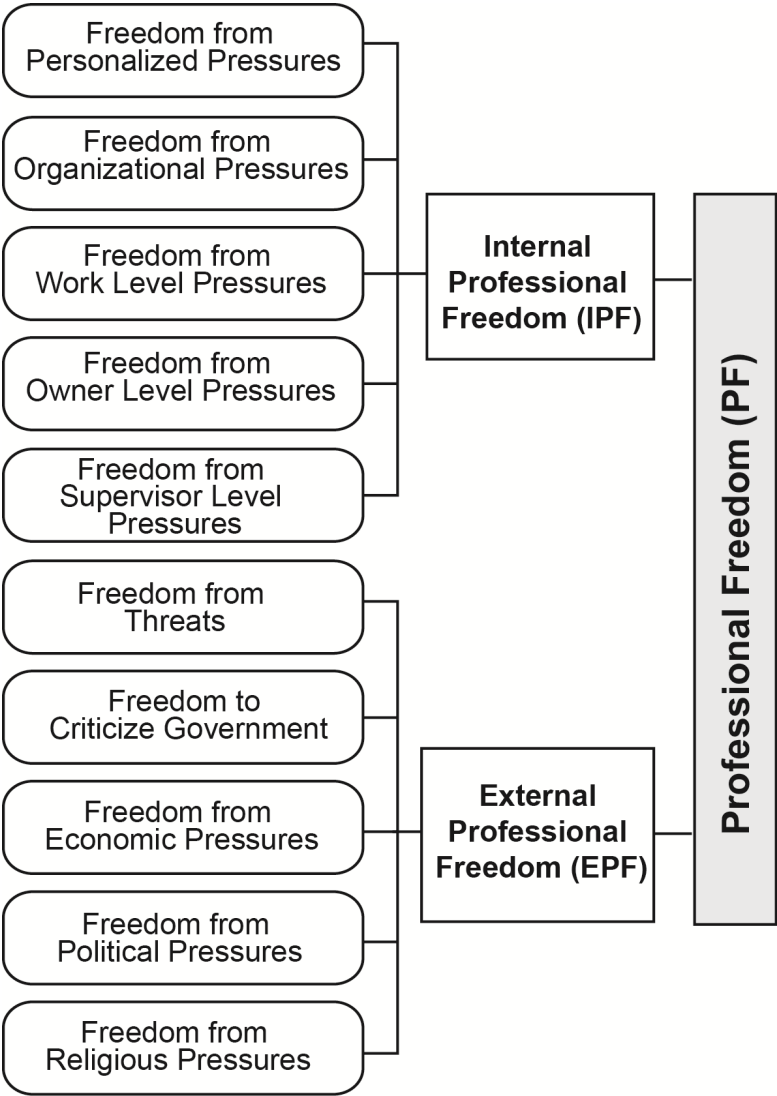 Freedom from
Personalized Pressures
Freedom from
Organizational Pressures
Freedom from
Work Level Pressures
Freedom from
Owner Level Pressures
Freedom from
Supervisor Level
Pressures
Freedom from
Threats
Freedom to
Criticize Government
Freedom from
Economic Pressures
Freedom from
Political Pressures
Freedom from
Religious Pressures
Internal
Professional
Freedom (IPF)
External
Professional
Freedom (EPF)
Professional Freedom (PF)